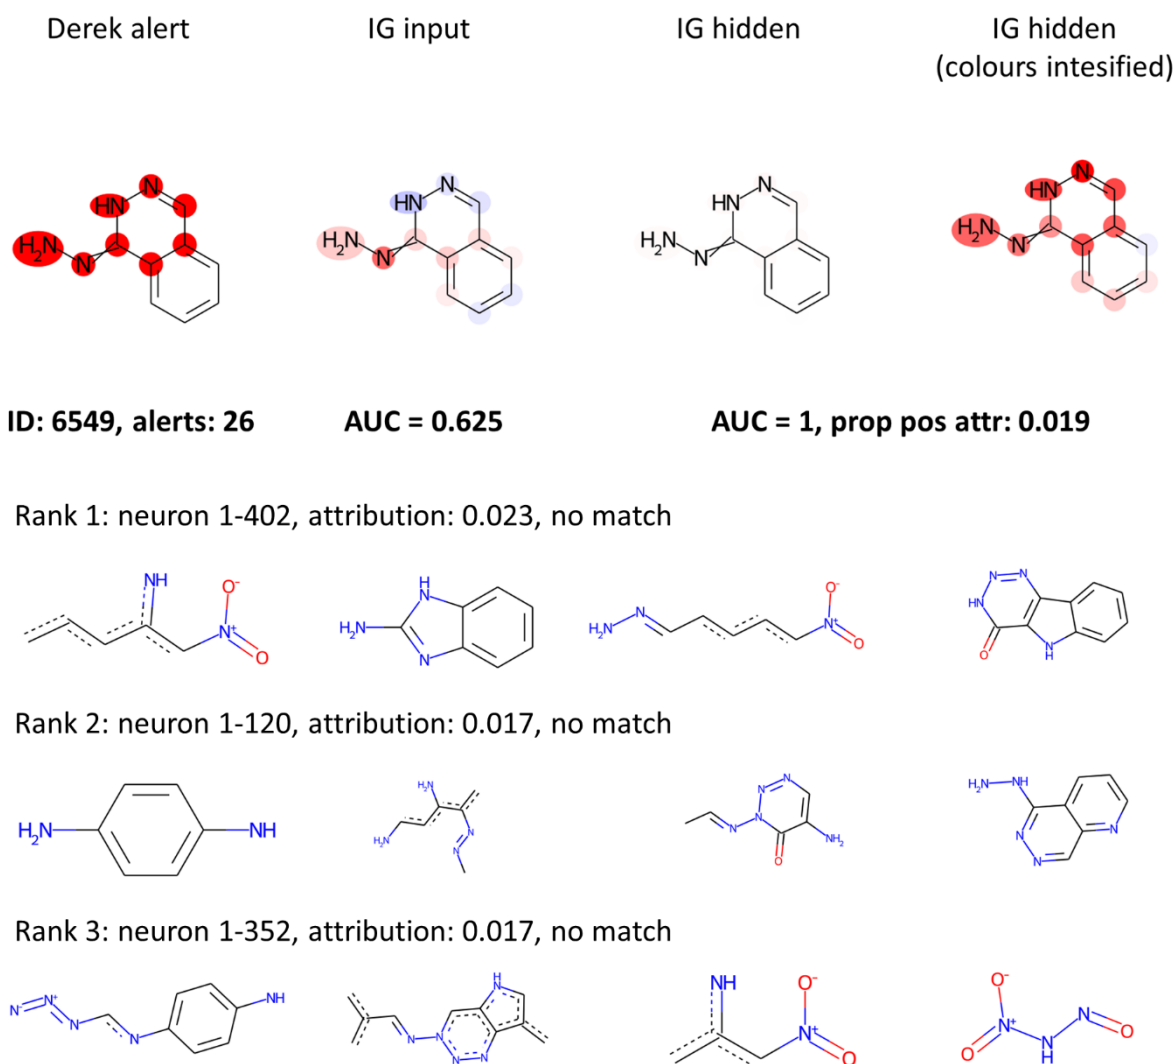 Derek alert IG input IG hidden IG hidden
(colours intesified)
N HN H₂N N
N HN H₂N N
N HN H₂N N
N HN H₂N N
ID: 6549, alerts: 26 AUC = 0.625 AUC = 1, prop pos attr: 0.019
Rank 1: neuron 1-402, attribution: 0.023, no match
NH O⁻ N⁺ O
H N H₂N N
N H₂N O⁻ N⁺ O
N N HN O N H
Rank 2: neuron 1-120, attribution: 0.017, no match
H₂N NH
H₂N H₂N N N
N N N N NH₂ O
H₂N NH N N N
Rank 3: neuron 1-352, attribution: 0.017, no match
N⁻ N⁺ N N NH
H N N N N N
NH O⁻ N⁺ O
O⁻ N⁺ O N H N O